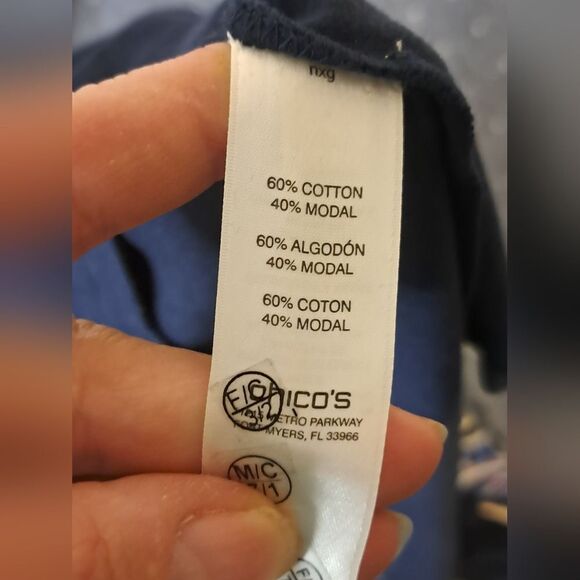 nxg
60% COTTON
40% MODAL
60% ALGODÓN
40% MODAL
60% COTON
40% MODAL
CHICO'S
METRO PARKWAY
FORT MYERS, FL 33966
M/C